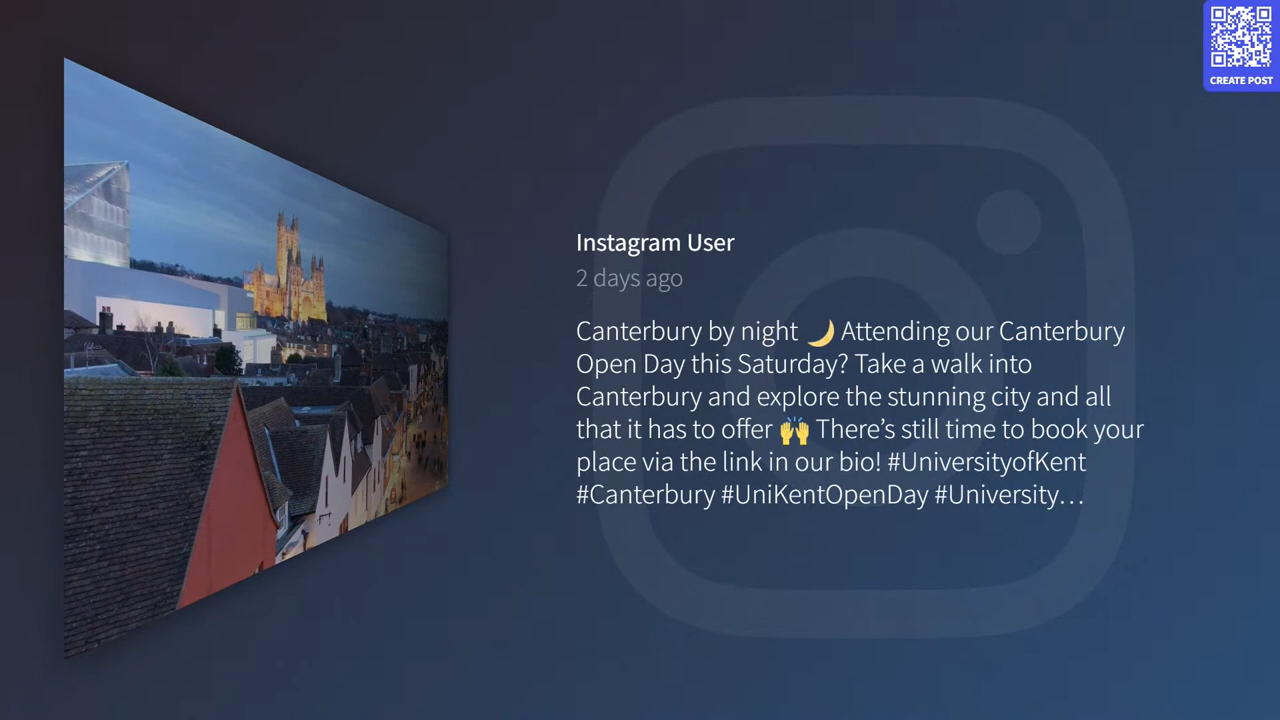 CREATE POST
Instagram User
2 days ago
Canterbury by night 🌙 Attending our Canterbury
Open Day this Saturday? Take a walk into
Canterbury and explore the stunning city and all
that it has to offer 🙌 There’s still time to book your
place via the link in our bio! #UniversityofKent
#Canterbury #UniKentOpenDay #University…